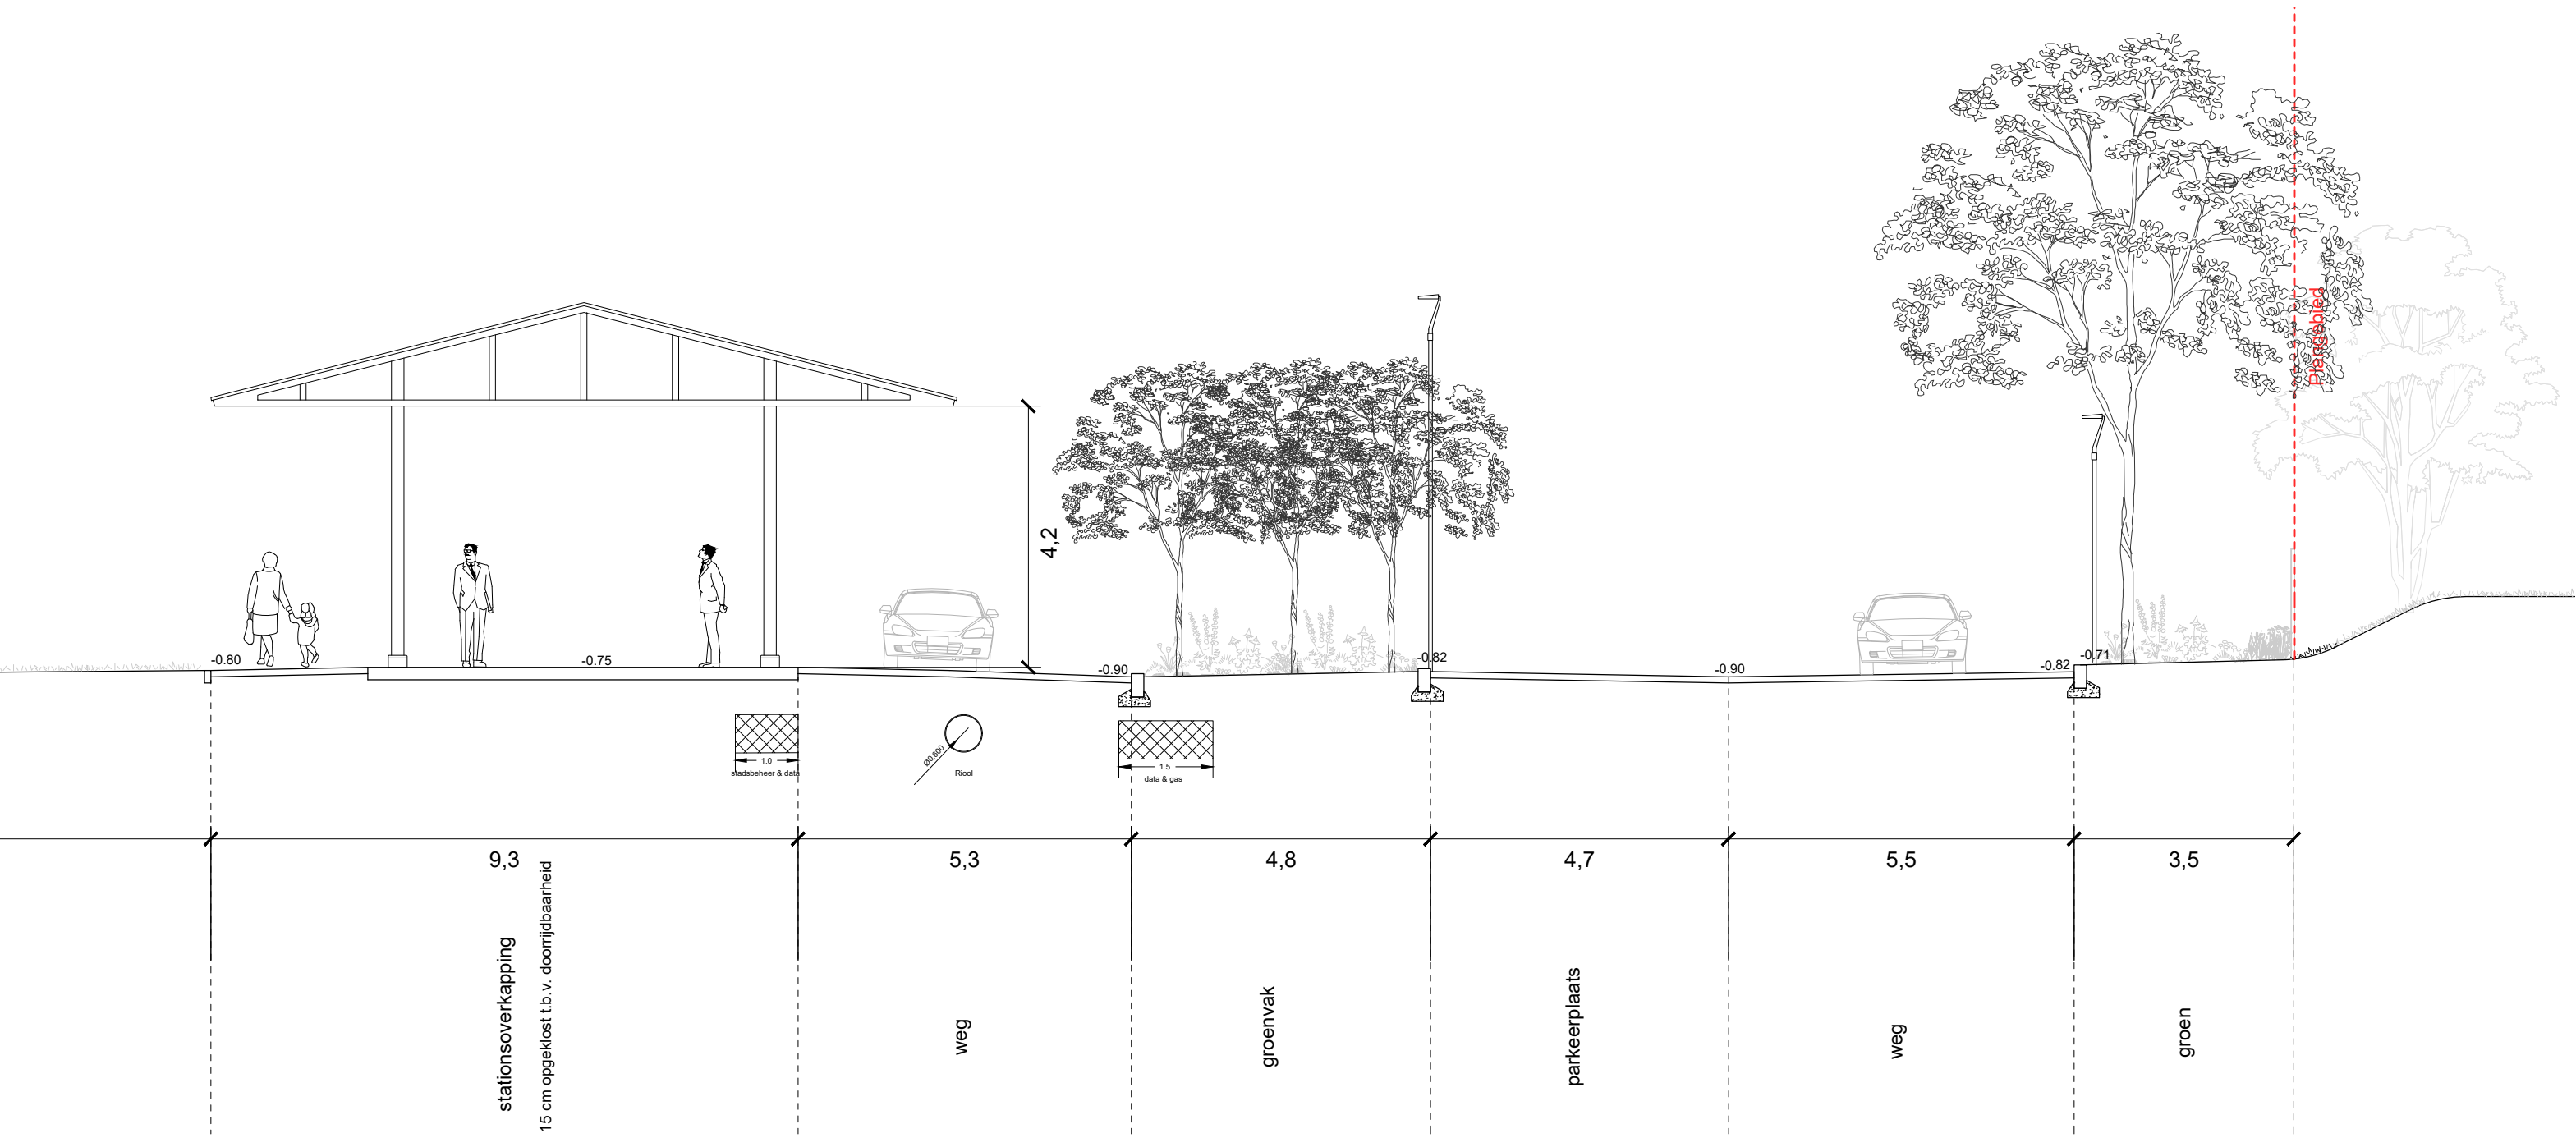 Plangebied
4,2
-0.80
-0.75
-0.90
-0.82
-0.90
-0.82
-0.71
1.0
stadsbeheer & data
Ø0,600
Riool
1.5
data & gas
9,3
5,3
4,8
4,7
5,5
3,5
stationsoverkapping
15 cm opgeklost t.b.v. doorrijdbaarheid
weg
groenvak
parkeerplaats
weg
groen